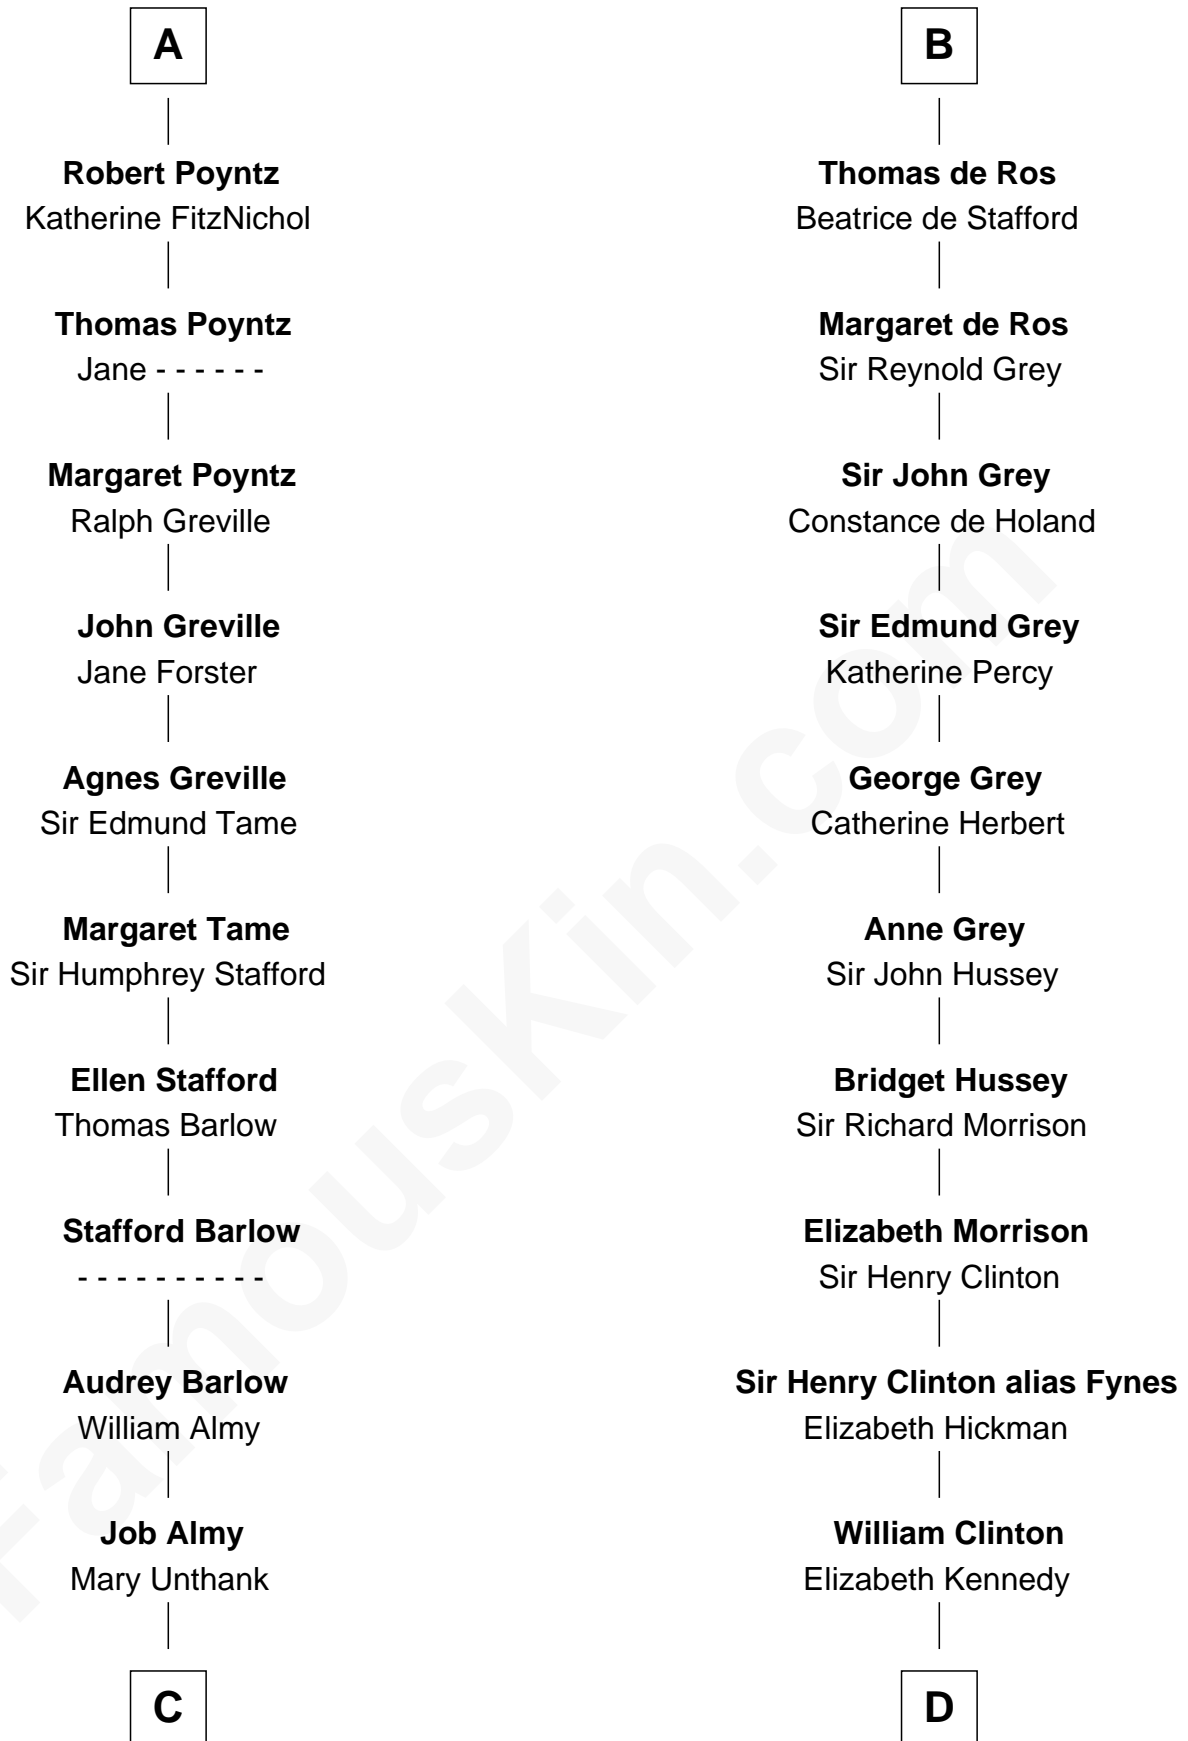 A
Robert Poyntz
Katherine FitzNichol
Thomas Poyntz
Jane - - - - - -
Margaret Poyntz
Ralph Greville
John Greville
Jane Forster
Agnes Greville
Sir Edmund Tame
Margaret Tame
Sir Humphrey Stafford
Ellen Stafford
Thomas Barlow
Stafford Barlow
- - - - - - - - - -
Audrey Barlow
William Almy
Job Almy
Mary Unthank
C
B
Thomas de Ros
Beatrice de Stafford
Margaret de Ros
Sir Reynold Grey
Sir John Grey
Constance de Holand
Sir Edmund Grey
Katherine Percy
George Grey
Catherine Herbert
Anne Grey
Sir John Hussey
Bridget Hussey
Sir Richard Morrison
Elizabeth Morrison
Sir Henry Clinton
Sir Henry Clinton alias Fynes
Elizabeth Hickman
William Clinton
Elizabeth Kennedy
D
FamousKin.com